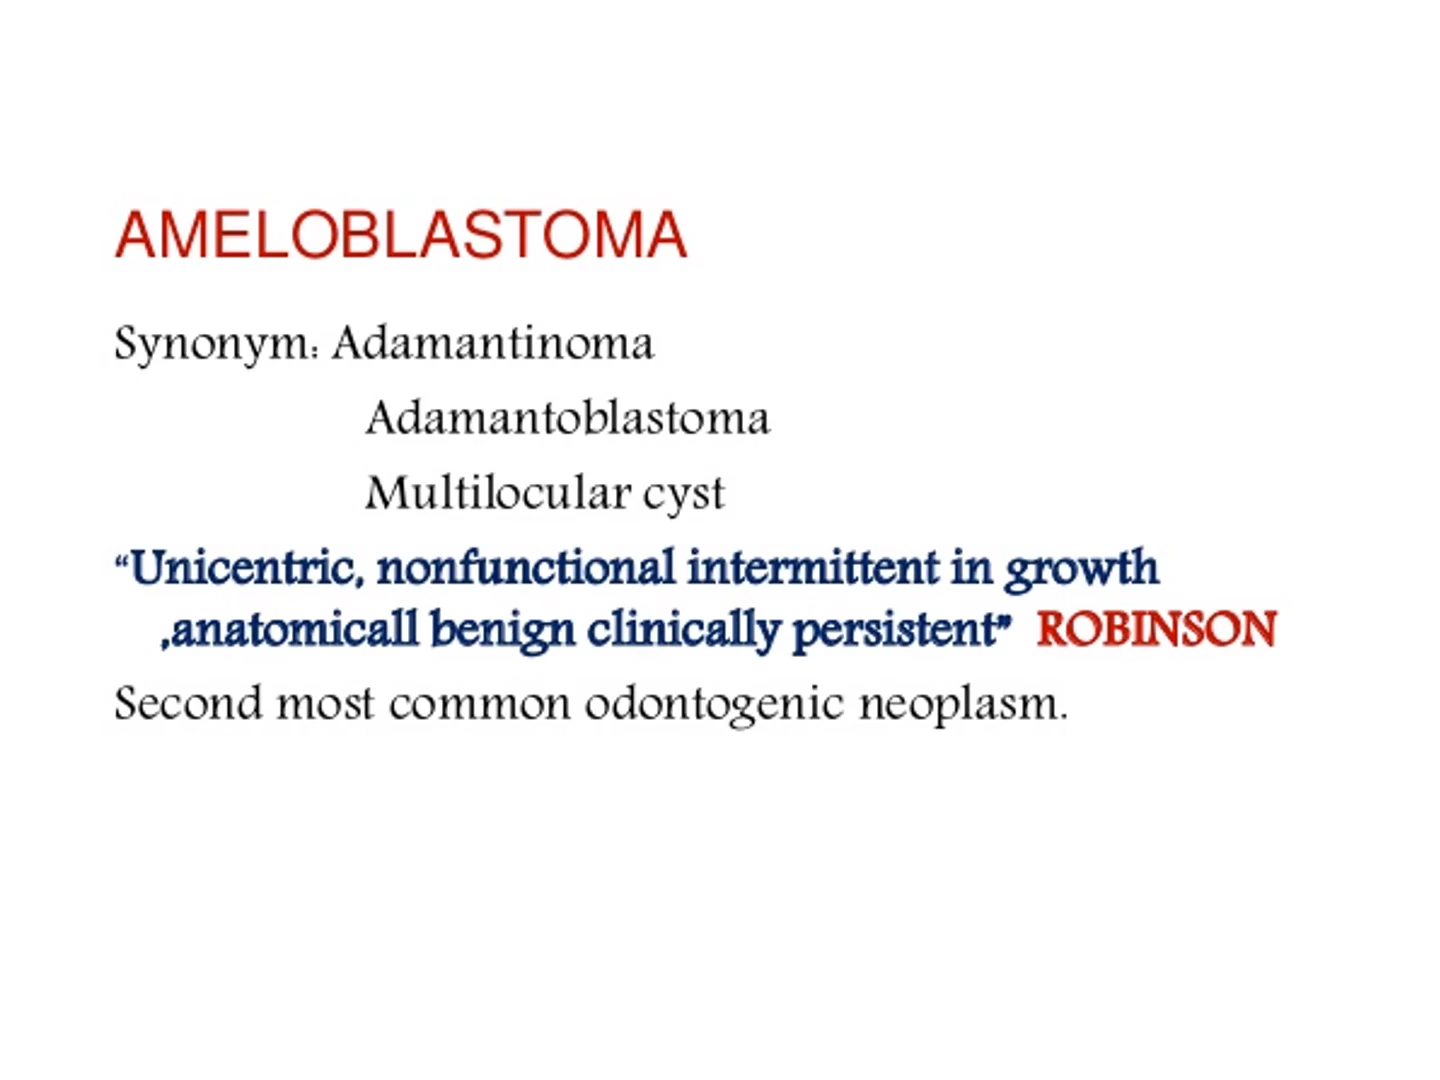 AMELOBLASTOMA
Synonym: Adamantinoma
Adamantoblastoma
Multilocular cyst
“Unicentric, nonfunctional intermittent in growth
,anatomicall benign clinically persistent” ROBINSON
Second most common odontogenic neoplasm.